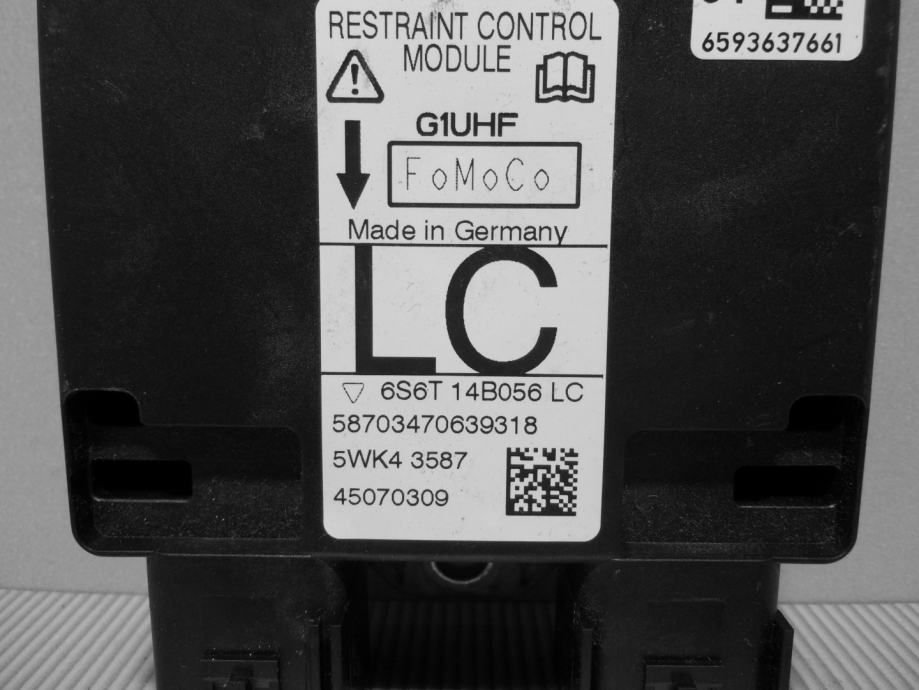 RESTRAINT CONTROL
MODULE
G1UHF
FoMoCo
Made in Germany
LC
6S6T 14B056 LC
58703470639318
5WK4 3587
45070309
6593637661